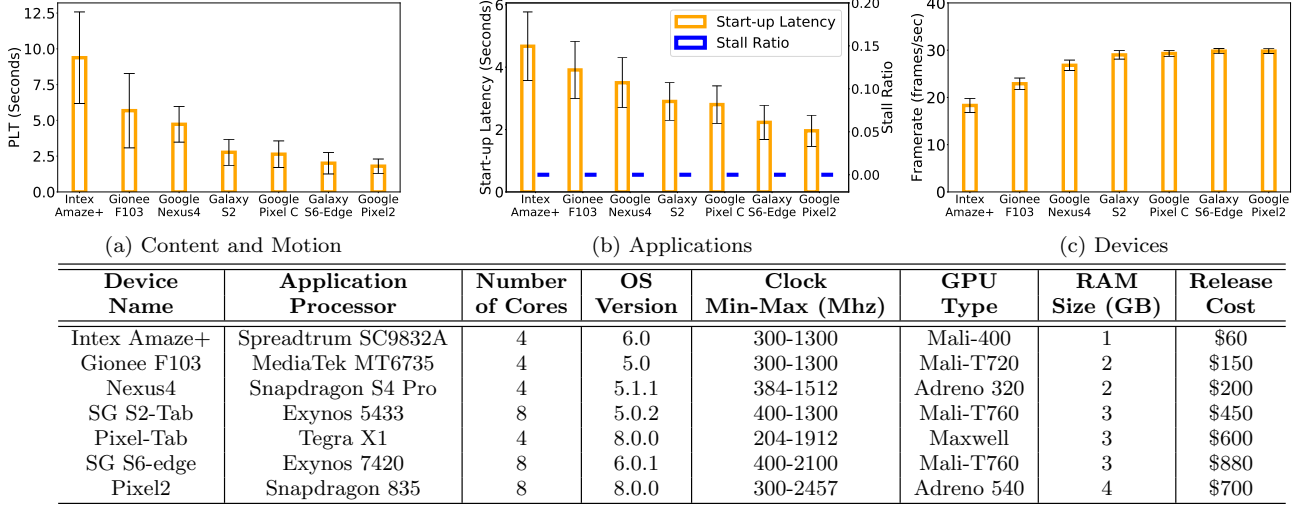 12.5
10.0
7.5
5.0
2.5
0.0
PLT (Seconds)
Intex Amaze+
Gionee F103
Google Nexus4
Galaxy S2
Google Pixel C
Galaxy S6-Edge
Google Pixel2
(a) Content and Motion
6
4
2
0
Start-up Latency (Seconds)
Start-up Latency
Stall Ratio
0.20
0.15
0.10
0.05
0.00
Stall Ratio
Intex Amaze+
Gionee F103
Google Nexus4
Galaxy S2
Google Pixel C
Galaxy S6-Edge
Google Pixel2
(b) Applications
40
30
20
10
0
Framerate (frames/sec)
Intex Amaze+
Gionee F103
Google Nexus4
Galaxy S2
Google Pixel C
Galaxy S6-Edge
Google Pixel2
(c) Devices
Device Name | Application Processor | Number of Cores | OS Version | Clock Min-Max (Mhz) | GPU Type | RAM Size (GB) | Release Cost
Intex Amaze+ | Spreadtrum SC9832A | 4 | 6.0 | 300-1300 | Mali-400 | 1 | $60
Gionee F103 | MediaTek MT6735 | 4 | 5.0 | 300-1300 | Mali-T720 | 2 | $150
Nexus4 | Snapdragon S4 Pro | 4 | 5.1.1 | 384-1512 | Adreno 320 | 2 | $200
SG S2-Tab | Exynos 5433 | 8 | 5.0.2 | 400-1300 | Mali-T760 | 3 | $450
Pixel-Tab | Tegra X1 | 4 | 8.0.0 | 204-1912 | Maxwell | 3 | $600
SG S6-edge | Exynos 7420 | 8 | 6.0.1 | 400-2100 | Mali-T760 | 3 | $880
Pixel2 | Snapdragon 835 | 8 | 8.0.0 | 300-2457 | Adreno 540 | 4 | $700